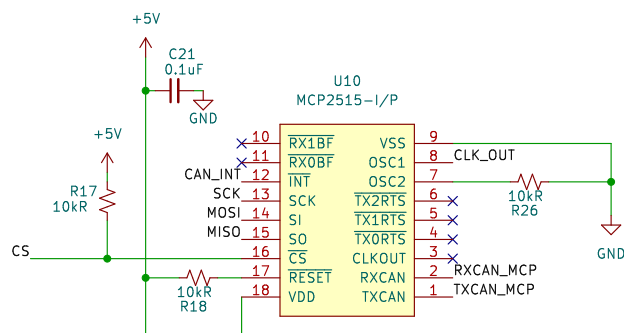 +5V
C21
0.1uF
GND
U10
MCP2515-I/P
+5V
R17
10kR
CS
CAN_INT
SCK
MOSI
MISO
10kR
R18
10 RX1BF
11 RX0BF
12 INT
13 SCK
14 SI
15 SO
16 CS
17 RESET
18 VDD
VSS 9
OSC1 8
OSC2 7
TX2RTS 6
TX1RTS 5
TX0RTS 4
CLKOUT 3
RXCAN 2
TXCAN 1
CLK_OUT
10kR
R26
GND
RXCAN_MCP
TXCAN_MCP